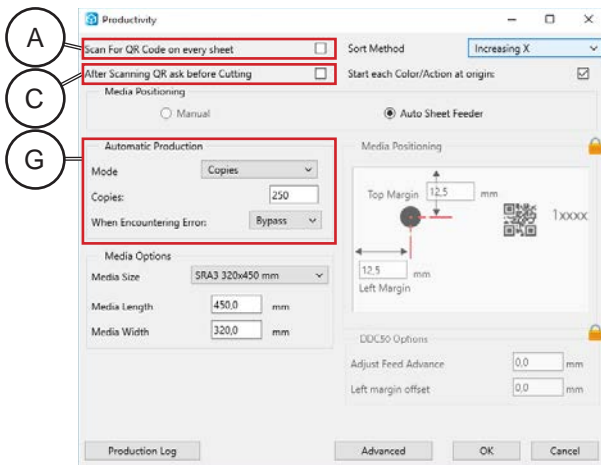 Productivity
A
Scan For QR Code on every sheet
Sort Method
Increasing X
C
After Scanning QR ask before Cutting
Start each Color/Action at origin:
Media Positioning
Manual
Auto Sheet Feeder
G
Automatic Production
Mode
Copies
Copies:
250
When Encountering Error:
Bypass
Media Positioning
Top Margin
12,5
mm
1xxxx
12,5
mm
Left Margin
Media Options
Media Size
SRA3 320x450 mm
Media Length
450,0
mm
Media Width
320,0
mm
DDC50 Options
Adjust Feed Advance
0,0
mm
Left margin offset
0,0
mm
Production Log
Advanced
OK
Cancel